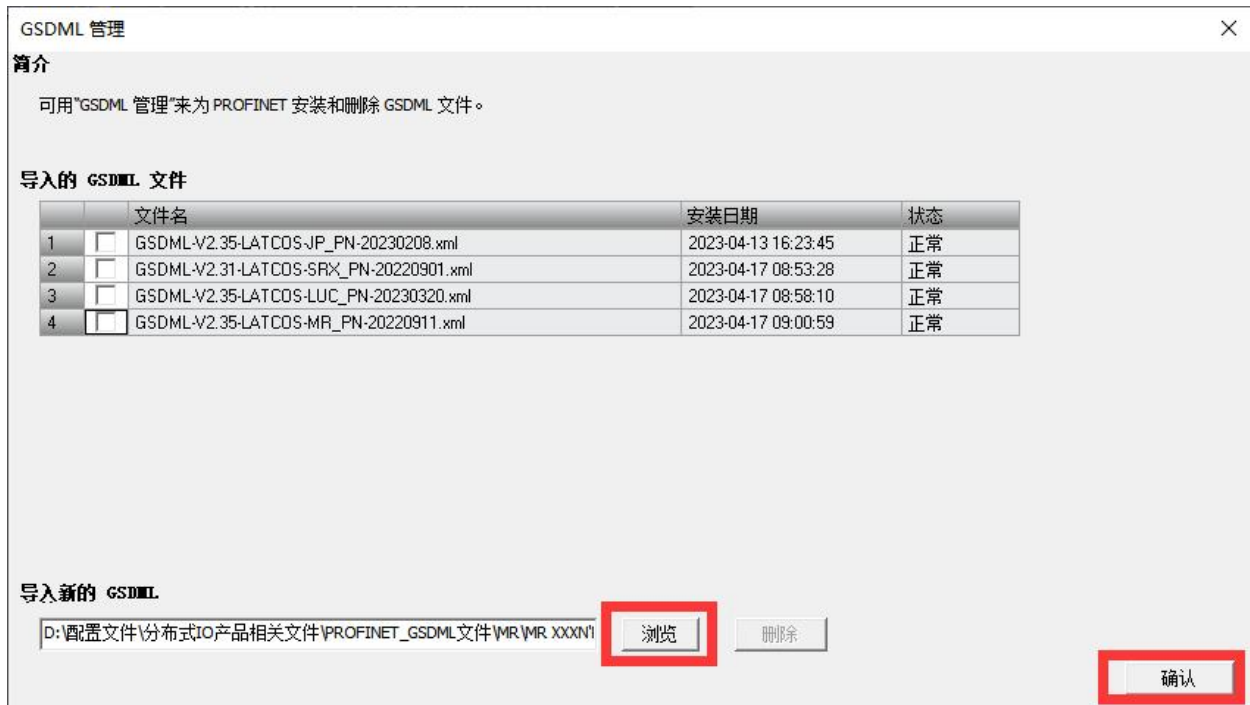 GSDML 管理
简介
可用"GSDML 管理"来为 PROFINET 安装和删除 GSDML 文件。
导入的 GSDML 文件
文件名 安装日期 状态
1 GSDML-V2.35-LATCOS-JP_PN-20230208.xml 2023-04-13 16:23:45 正常
2 GSDML-V2.31-LATCOS-SRX_PN-20220901.xml 2023-04-17 08:53:28 正常
3 GSDML-V2.35-LATCOS-LUC_PN-20230320.xml 2023-04-17 08:58:10 正常
4 GSDML-V2.35-LATCOS-MR_PN-20220911.xml 2023-04-17 09:00:59 正常
导入新的 GSDML
D:\配置文件\分布式IO产品相关文件\PROFINET_GSDML文件\MR\MR XXXN\ 浏览 删除
确认